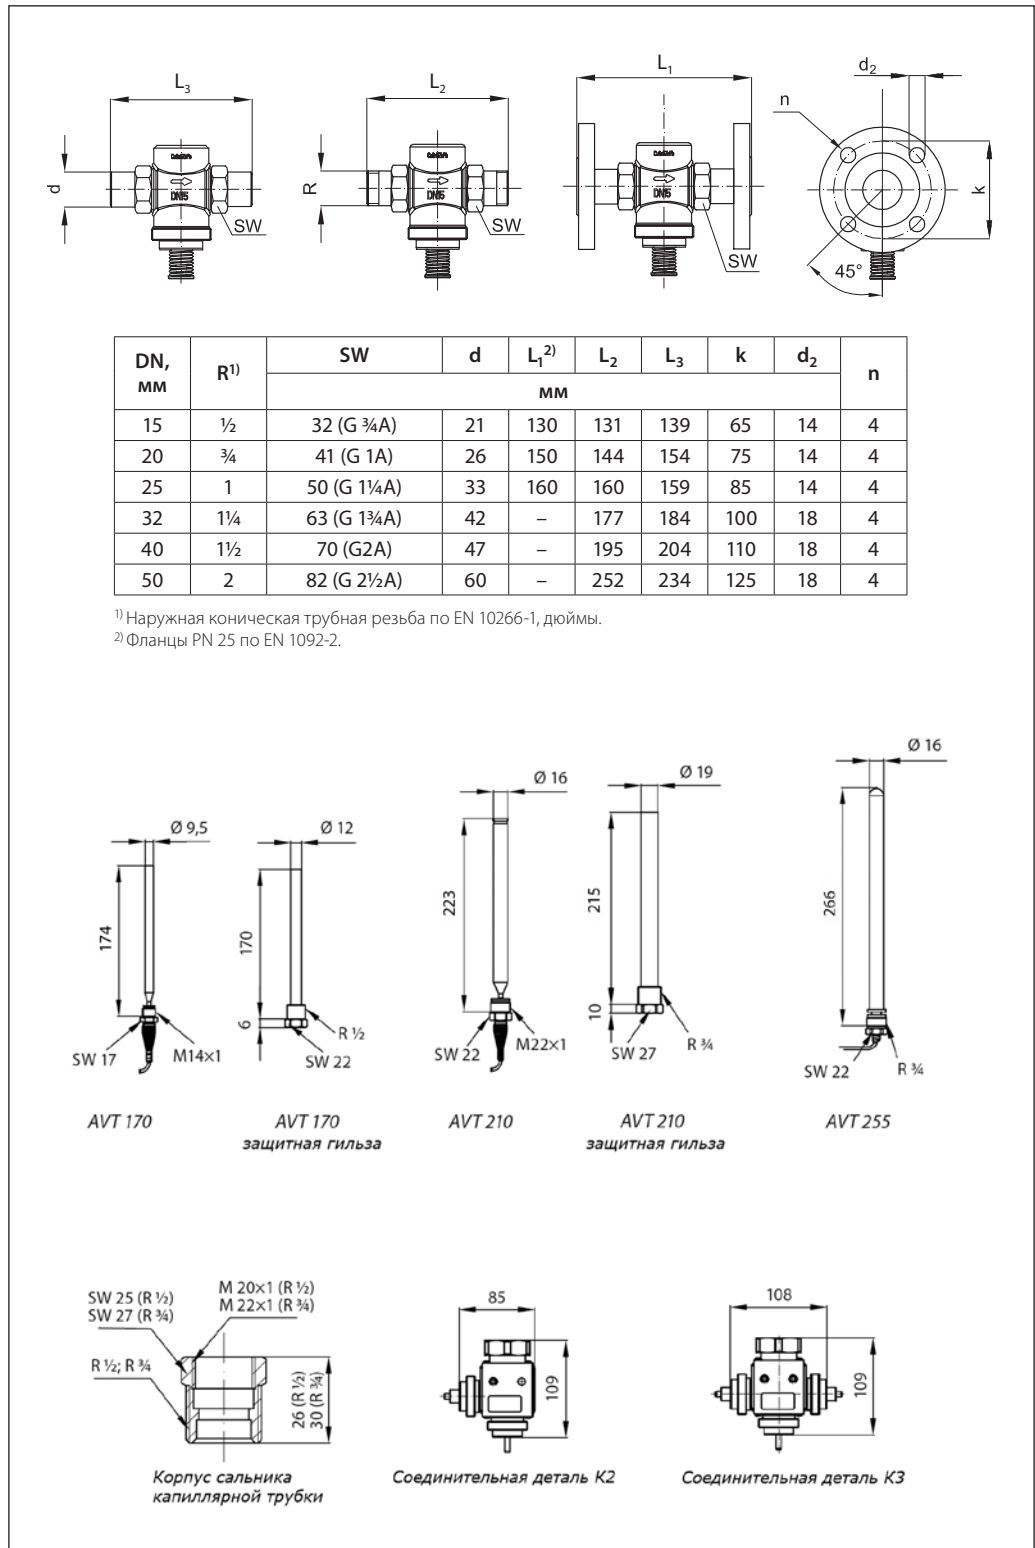 L3
L2
L1
d2
n
d
R
k
DN15
DN15
DN15
SW
SW
SW
45°
DN, мм R1) SW d L1 2) L2 L3 k d2 n
мм
15 ½ 32 (G ¾A) 21 130 131 139 65 14 4
20 ¾ 41 (G 1A) 26 150 144 154 75 14 4
25 1 50 (G 1¼A) 33 160 160 159 85 14 4
32 1¼ 63 (G 1¾A) 42 – 177 184 100 18 4
40 1½ 70 (G2A) 47 – 195 204 110 18 4
50 2 82 (G 2½A) 60 – 252 234 125 18 4
1) Наружная коническая трубная резьба по EN 10266-1, дюймы.
2) Фланцы PN 25 по EN 1092-2.
Ø 9,5
174
SW 17
M14×1
AVT 170
Ø 12
170
6
R ½
SW 22
AVT 170
защитная гильза
Ø 16
223
SW 22
M22×1
AVT 210
Ø 19
215
10
SW 27
R ¾
AVT 210
защитная гильза
Ø 16
266
SW 22
R ¾
AVT 255
SW 25 (R ½)
SW 27 (R ¾)
M 20×1 (R ½)
M 22×1 (R ¾)
R ½; R ¾
26 (R ½)
30 (R ¾)
Корпус сальника
капиллярной трубки
85
109
Соединительная деталь К2
108
109
Соединительная деталь К3